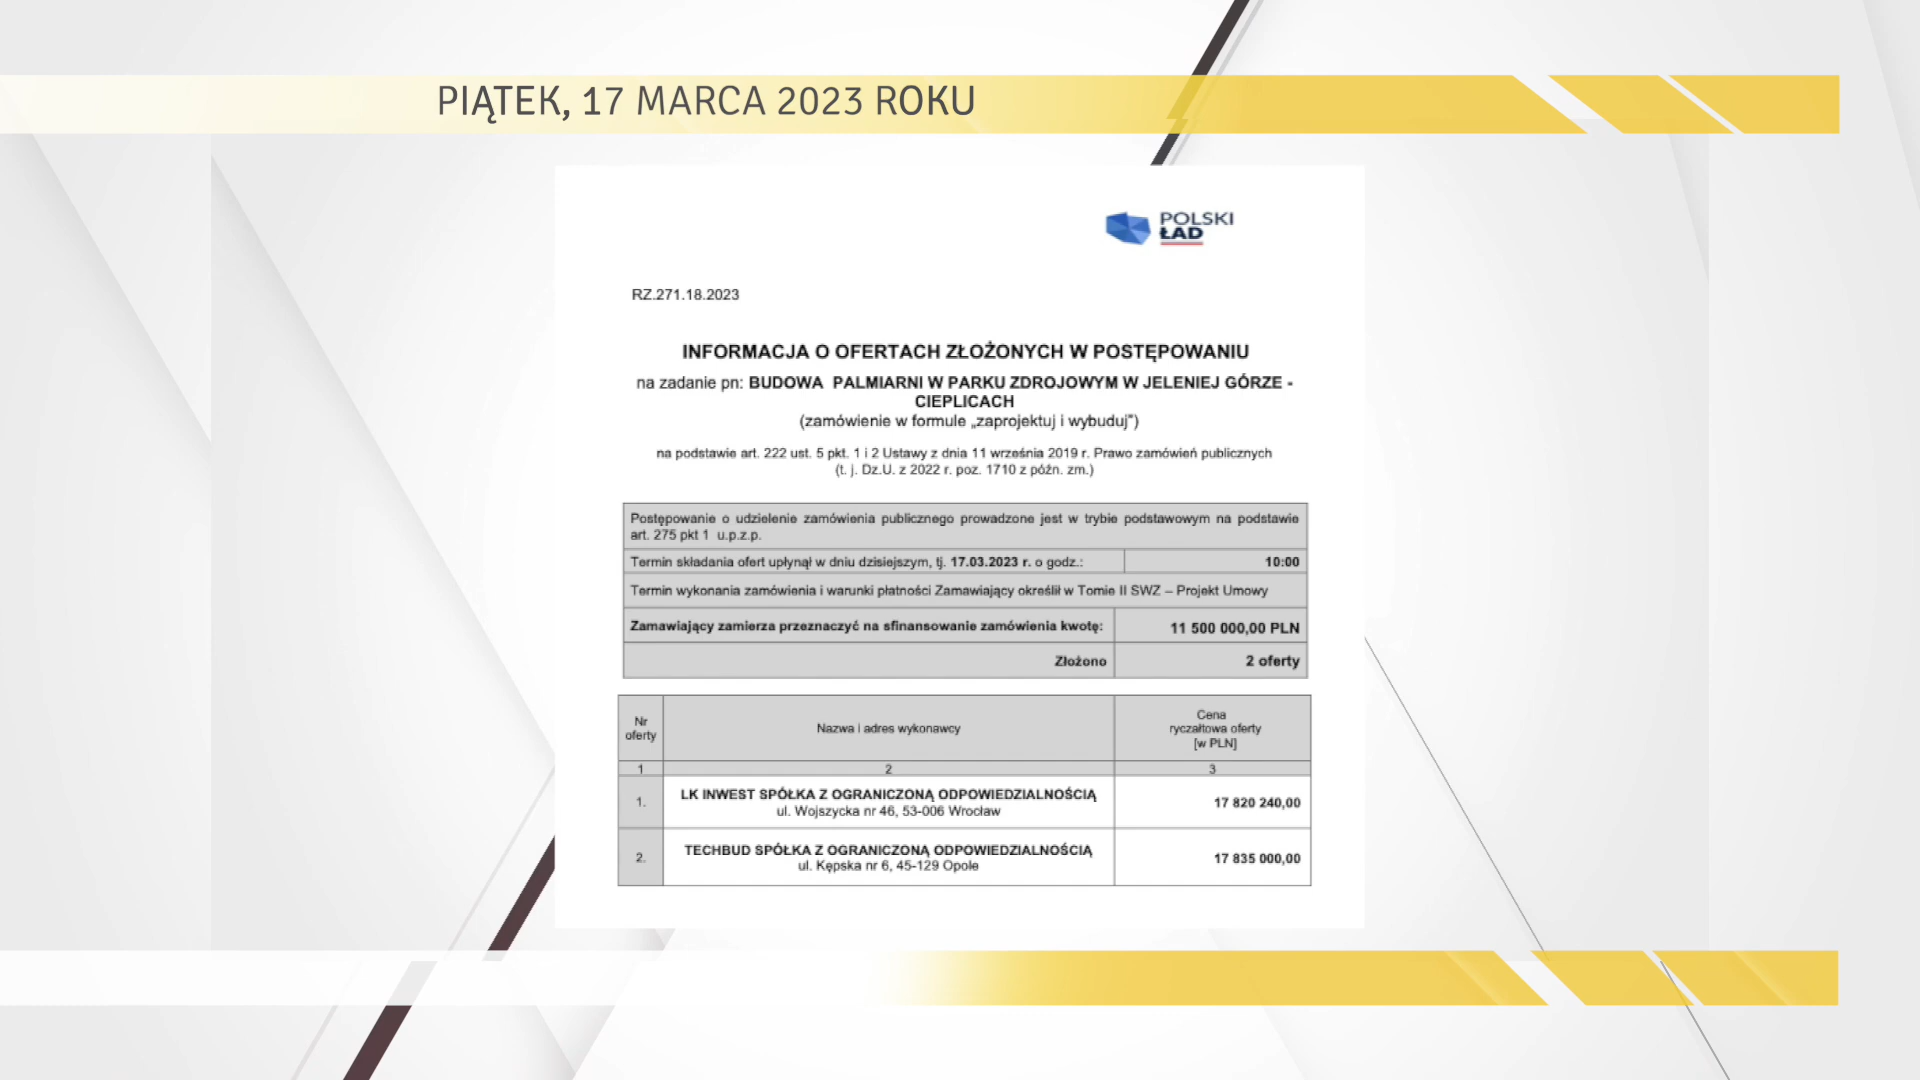 PIĄTEK, 17 MARCA 2023 ROKU
POLSKI
ŁAD
RZ.271.18.2023
INFORMACJA O OFERTACH ZŁOŻONYCH W POSTĘPOWANIU
na zadanie pn: BUDOWA PALMIARNI W PARKU ZDROJOWYM W JELENIEJ GÓRZE -
CIEPLICACH
(zamówienie w formule „zaprojektuj i wybuduj”)
na podstawie art. 222 ust. 5 pkt. 1 i 2 Ustawy z dnia 11 września 2019 r. Prawo zamówień publicznych
(t. j. Dz.U. z 2022 r. poz. 1710 z późn. zm.)
Postępowanie o udzielenie zamówienia publicznego prowadzone jest w trybie podstawowym na podstawie
art. 275 pkt 1 u.p.z.p.
Termin składania ofert upłynął w dniu dzisiejszym, tj. 17.03.2023 r. o godz.: 10:00
Termin wykonania zamówienia i warunki płatności Zamawiający określił w Tomie II SWZ – Projekt Umowy
Zamawiający zamierza przeznaczyć na sfinansowanie zamówienia kwotę: 11 500 000,00 PLN
Złożono 2 oferty
Nr
oferty
Nazwa i adres wykonawcy
Cena
ryczałtowa oferty
[w PLN]
1 2 3
1. LK INWEST SPÓŁKA Z OGRANICZONĄ ODPOWIEDZIALNOŚCIĄ 17 820 240,00
ul. Wojszycka nr 46, 53-006 Wrocław
2. TECHBUD SPÓŁKA Z OGRANICZONĄ ODPOWIEDZIALNOŚCIĄ 17 835 000,00
ul. Kępska nr 6, 45-129 Opole